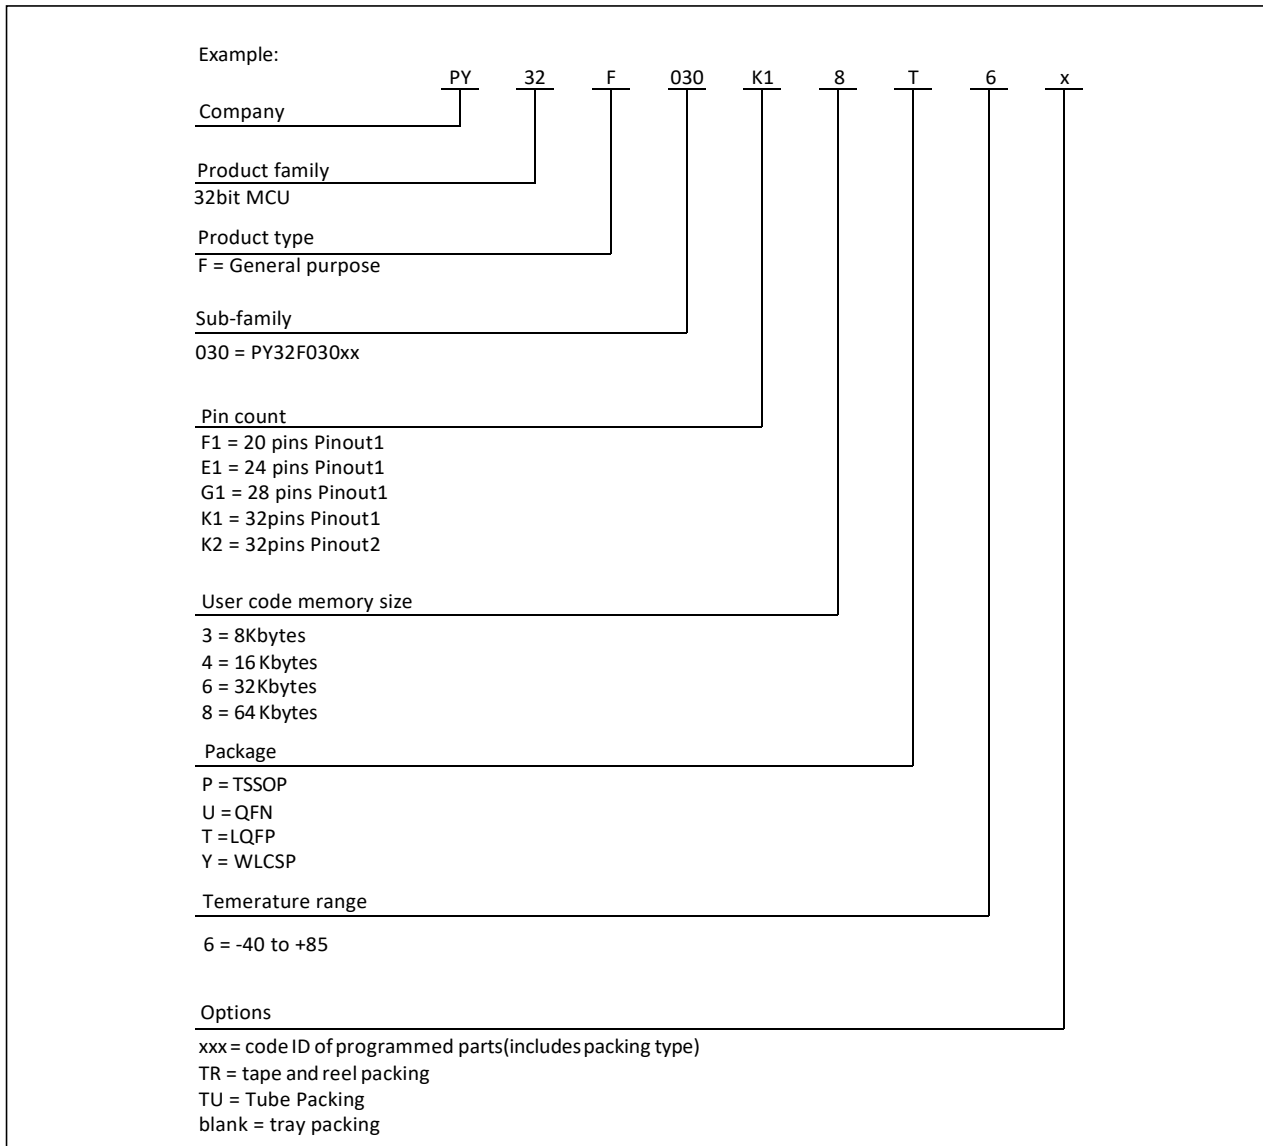 Example:
PY 32 F 030 K1 8 T 6 x
Company
Product family
32bit MCU
Product type
F = General purpose
Sub-family
030 = PY32F030xx
Pin count
F1 = 20 pins Pinout1
E1 = 24 pins Pinout1
G1 = 28 pins Pinout1
K1 = 32pins Pinout1
K2 = 32pins Pinout2
User code memory size
3 = 8Kbytes
4 = 16 Kbytes
6 = 32Kbytes
8 = 64 Kbytes
Package
P = TSSOP
U = QFN
T =LQFP
Y = WLCSP
Temerature range
6 = -40 to +85
Options
xxx = code ID of programmed parts(includes packing type)
TR = tape and reel packing
TU = Tube Packing
blank = tray packing